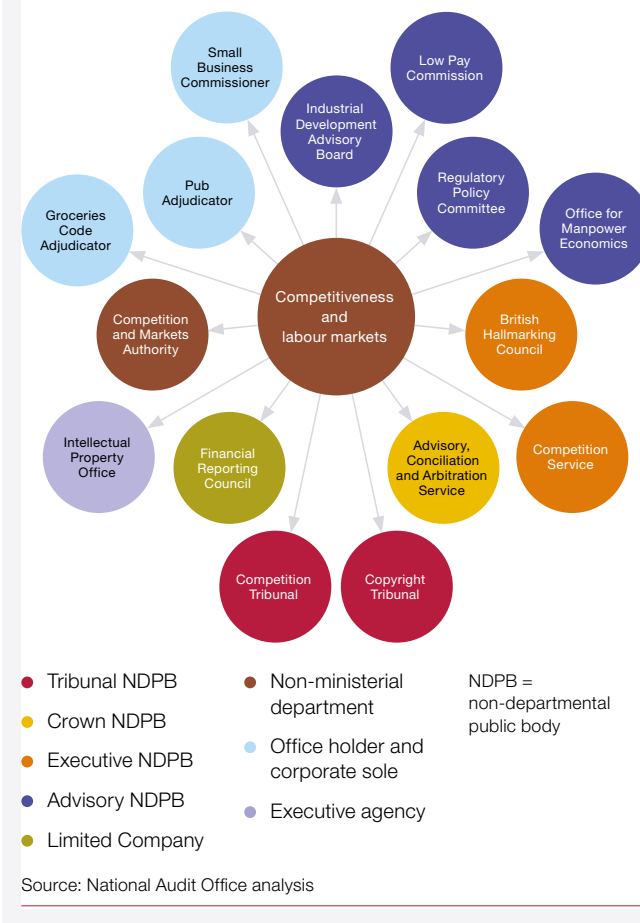 Small
Business
Commissioner
Low Pay
Commission
Industrial
Development
Advisory
Board
Pub
Adjudicator
Regulatory
Policy
Committee
Groceries
Code
Adjudicator
Office for
Manpower
Economics
Competitiveness
and
labour markets
Competition
and Markets
Authority
British
Hallmarking
Council
Intellectual
Property
Office
Financial
Reporting
Council
Advisory,
Conciliation
and Arbitration
Service
Competition
Service
Competition
Tribunal
Copyright
Tribunal
Tribunal NDPB
Crown NDPB
Executive NDPB
Advisory NDPB
Limited Company
Non-ministerial
department
Office holder and
corporate sole
Executive agency
NDPB =
non-departmental
public body
Source: National Audit Office analysis